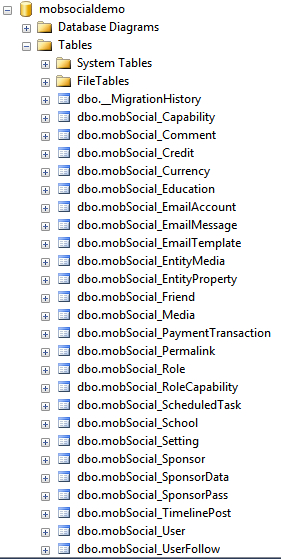 mobsocialdemo
Database Diagrams
Tables
System Tables
FileTables
dbo.__MigrationHistory
dbo.mobSocial_Capability
dbo.mobSocial_Comment
dbo.mobSocial_Credit
dbo.mobSocial_Currency
dbo.mobSocial_Education
dbo.mobSocial_EmailAccount
dbo.mobSocial_EmailMessage
dbo.mobSocial_EmailTemplate
dbo.mobSocial_EntityMedia
dbo.mobSocial_EntityProperty
dbo.mobSocial_Friend
dbo.mobSocial_Media
dbo.mobSocial_PaymentTransaction
dbo.mobSocial_Permalink
dbo.mobSocial_Role
dbo.mobSocial_RoleCapability
dbo.mobSocial_ScheduledTask
dbo.mobSocial_School
dbo.mobSocial_Setting
dbo.mobSocial_Sponsor
dbo.mobSocial_SponsorData
dbo.mobSocial_SponsorPass
dbo.mobSocial_TimelinePost
dbo.mobSocial_User
dbo.mobSocial_UserFollow